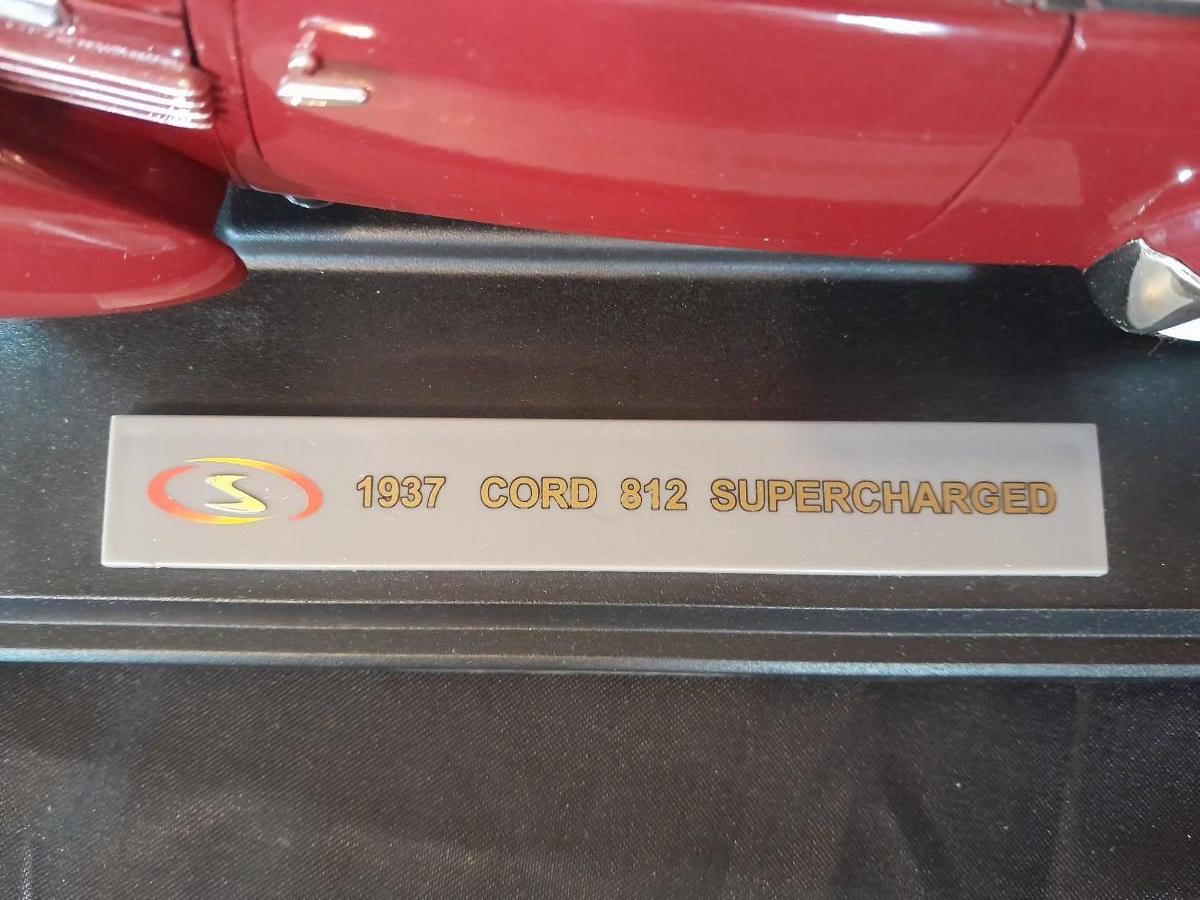 S 1937 CORD 812 SUPERCHARGED